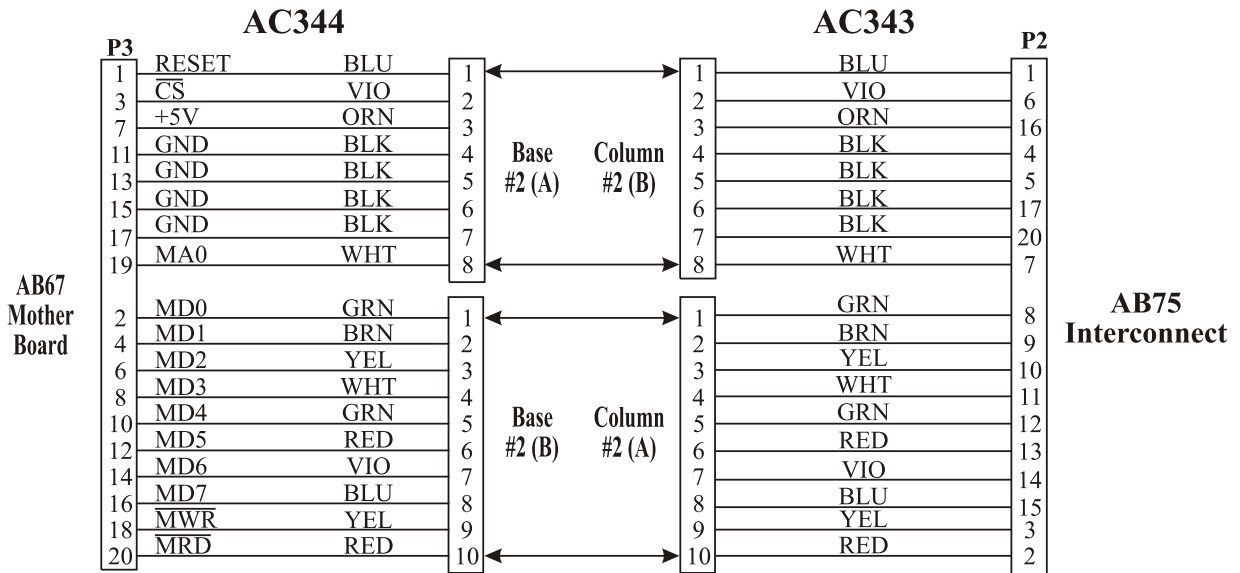 AC344 AC343
P3 P2
1 RESET BLU 1 1 BLU 1
3 C̅S̅ VIO 2 2 VIO 6
7 +5V ORN 3 3 ORN 16
11 GND BLK 4 4 BLK 4
13 GND BLK 5 5 BLK 5
15 GND BLK 6 6 BLK 17
17 GND BLK 7 7 BLK 20
19 MA0 WHT 8 8 WHT 7
Base Column
#2 (A) #2 (B)
AB67
Mother
Board
2 MD0 GRN 1 1 GRN 8
4 MD1 BRN 2 2 BRN 9
6 MD2 YEL 3 3 YEL 10
8 MD3 WHT 4 4 WHT 11
10 MD4 GRN 5 5 GRN 12
12 MD5 RED 6 6 RED 13
14 MD6 VIO 7 7 VIO 14
16 MD7 BLU 8 8 BLU 15
18 M̅W̅R̅ YEL 9 9 YEL 3
20 M̅R̅D̅ RED 10 10 RED 2
Base Column
#2 (B) #2 (A)
AB75
Interconnect